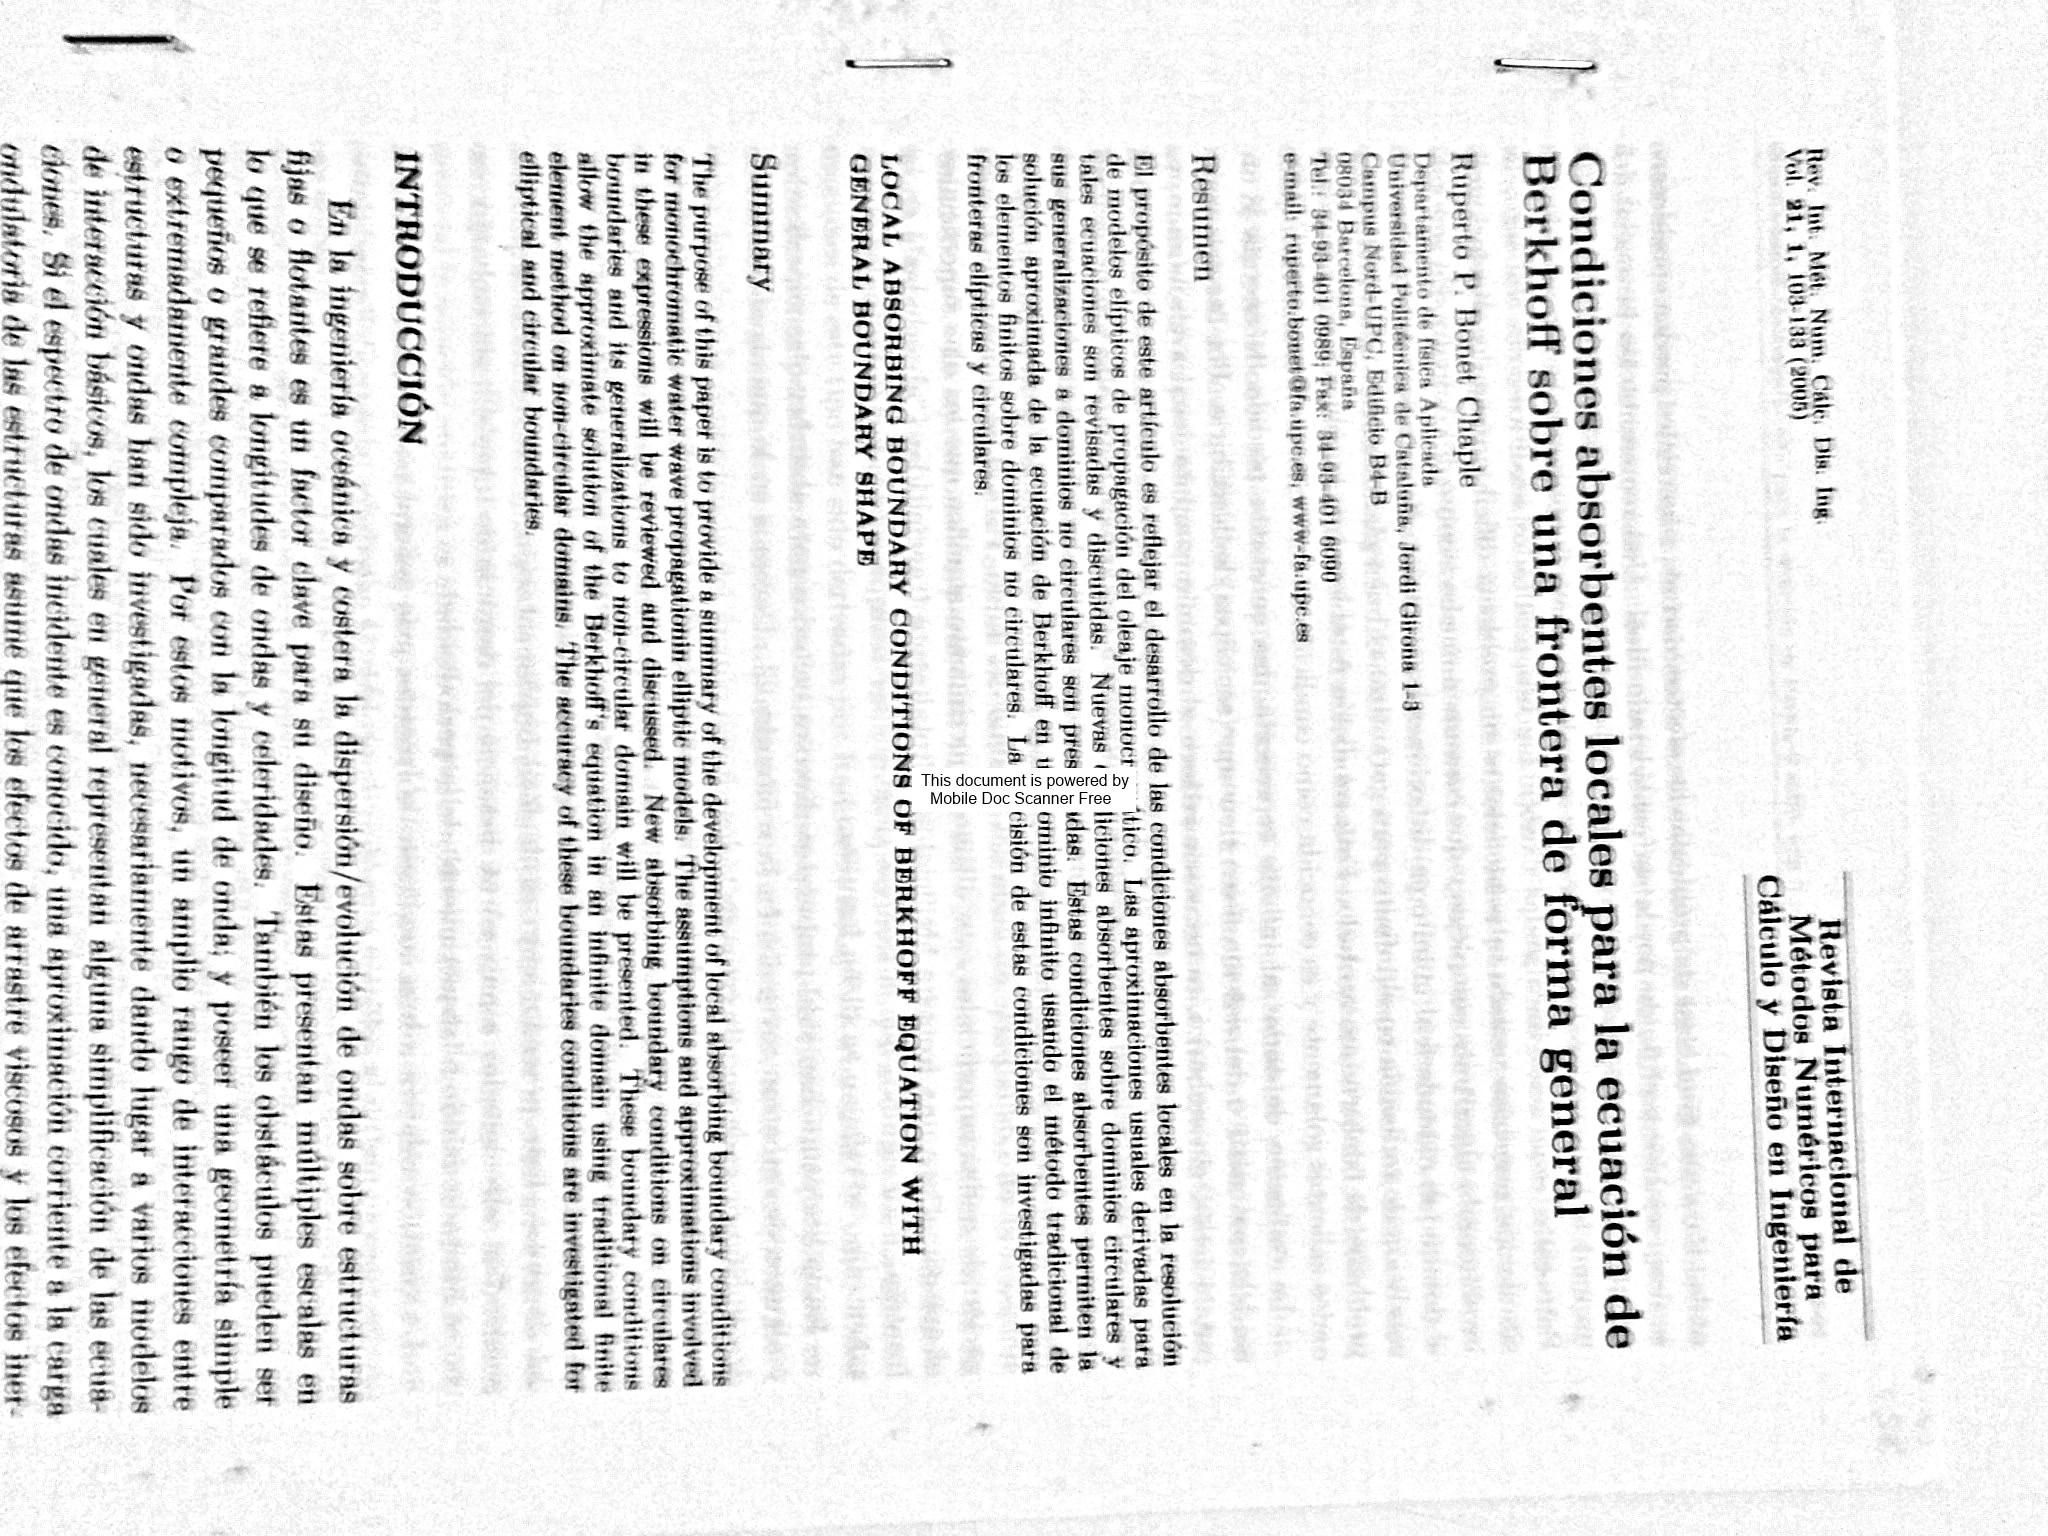 Rev. Int. Mét. Num. Cálc. Dis. Ing.
Vol. 21, 1, 103-133 (2005)
Revista Internacional de
Métodos Numéricos para
Cálculo y Diseño en Ingeniería
Condiciones absorbentes locales para la ecuación de
Berkhoff sobre una frontera de forma general
Ruperto P. Bonet Chaple
Departamento de física Aplicada
Universidad Politécnica de Cataluña, Jordi Girona 1-3
Campus Nord-UPC, Edificio B4-B
08034 Barcelona, España
Tel.: 34-93-401 0989; Fax: 34-93-401 6090
e-mail: ruperto.bonet@fa.upc.es, www-fa.upc.es
Resumen
El propósito de este artículo es reflejar el desarrollo de las condiciones absorbentes locales en la resolución
de modelos elípticos de propagación del oleaje monocr tico. Las aproximaciones usuales derivadas para
tales ecuaciones son revisadas y discutidas. Nuevas liciones absorbentes sobre dominios circulares y
sus generalizaciones a dominios no circulares son pres das. Estas condiciones absorbentes permiten la
solución aproximada de la ecuación de Berkhoff en u ominio infinito usando el método tradicional de
los elementos finitos sobre dominios no circulares. La cisión de estas condiciones son investigadas para
fronteras elípticas y circulares.
This document is powered by
Mobile Doc Scanner Free
LOCAL ABSORBING BOUNDARY CONDITIONS OF BERKHOFF EQUATION WITH
GENERAL BOUNDARY SHAPE
Summary
The purpose of this paper is to provide a summary of the development of local absorbing boundary conditions
for monochromatic water wave propagationin elliptic models. The assumptions and approximations involved
in these expressions will be reviewed and discussed. New absorbing boundary conditions on circulares
boundaries and its generalizations to non-circular domain will be presented. These boundary conditions
allow the approximate solution of the Berkhoff's equation in an infinite domain using traditional finite
element method on non-circular domains. The accuracy of these boundaries conditions are investigated for
elliptical and circular boundaries.
INTRODUCCIÓN
En la ingeniería oceánica y costera la dispersión/evolución de ondas sobre estructuras
fijas o flotantes es un factor clave para su diseño. Estas presentan múltiples escalas en
lo que se refiere a longitudes de ondas y celeridades. También los obstáculos pueden ser
pequeños o grandes comparados con la longitud de onda; y poseer una geometría simple
o extremadamente compleja. Por estos motivos, un amplio rango de interacciones entre
estructuras y ondas han sido investigadas, necesariamente dando lugar a varios modelos
de interacción básicos, los cuales en general representan alguna simplificación de las ecua-
ciones. Si el espectro de ondas incidente es conocido, una aproximación corriente a la carga
ondulatoria de las estructuras asume que los efectos de arrastre viscosos y los efectos iner-